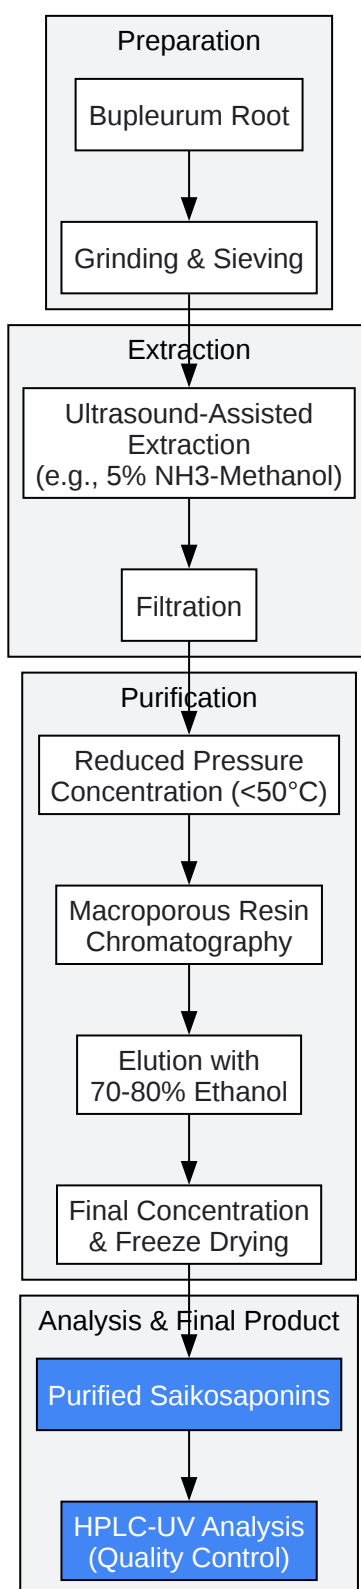 Preparation
Bupleurum Root
Grinding & Sieving
Extraction
Ultrasound-Assisted
Extraction
(e.g., 5% NH3-Methanol)
Filtration
Purification
Reduced Pressure
Concentration (<50°C)
Macroporous Resin
Chromatography
Elution with
70-80% Ethanol
Final Concentration
& Freeze Drying
Analysis & Final Product
Purified Saikosaponins
HPLC-UV Analysis
(Quality Control)